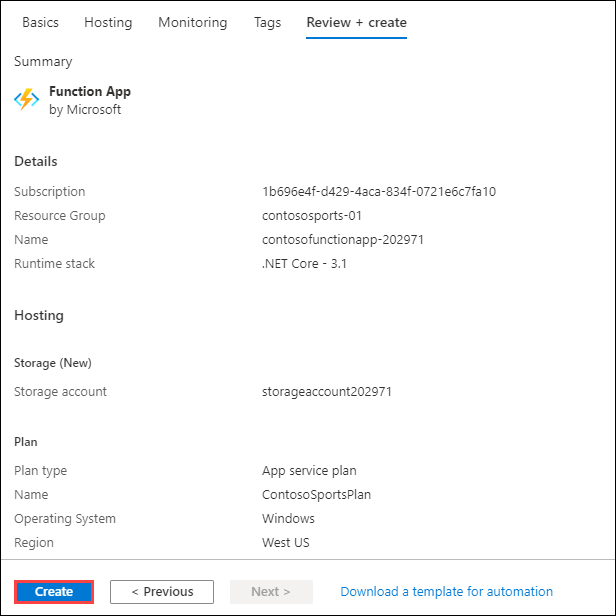 Basics Hosting Monitoring Tags Review + create
Summary
Function App
by Microsoft
Details
Subscription 1b696e4f-d429-4aca-834f-0721e6c7fa10
Resource Group contososports-01
Name contosofunctionapp-202971
Runtime stack .NET Core - 3.1
Hosting
Storage (New)
Storage account storageaccount202971
Plan
Plan type App service plan
Name ContosoSportsPlan
Operating System Windows
Region West US
Create < Previous Next > Download a template for automation